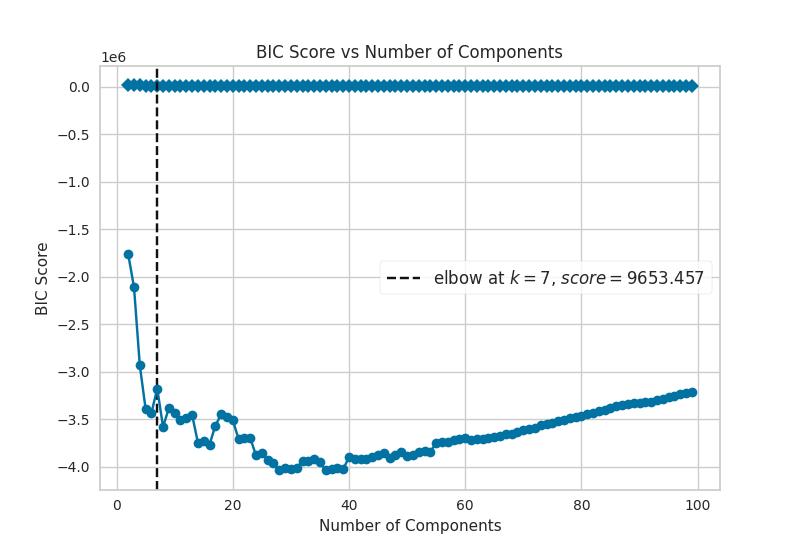 BIC Score vs Number of Components
1e6
0.0
−0.5
−1.0
−1.5
−2.0
−2.5
−3.0
−3.5
−4.0
BIC Score
elbow at k = 7, score = 9653.457
0 20 40 60 80 100
Number of Components